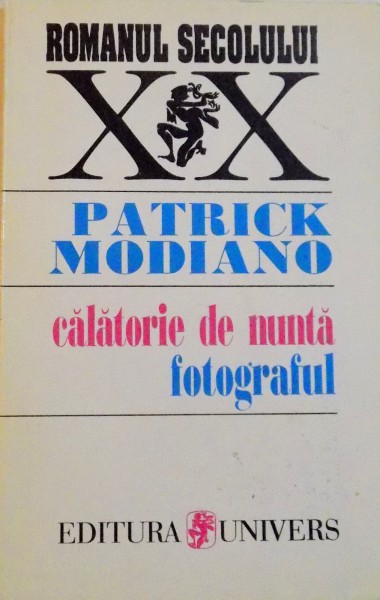 ROMANUL SECOLULUI
XX
PATRICK
MODIANO
călătorie de nuntă
fotograful
EDITURA UNIVERS